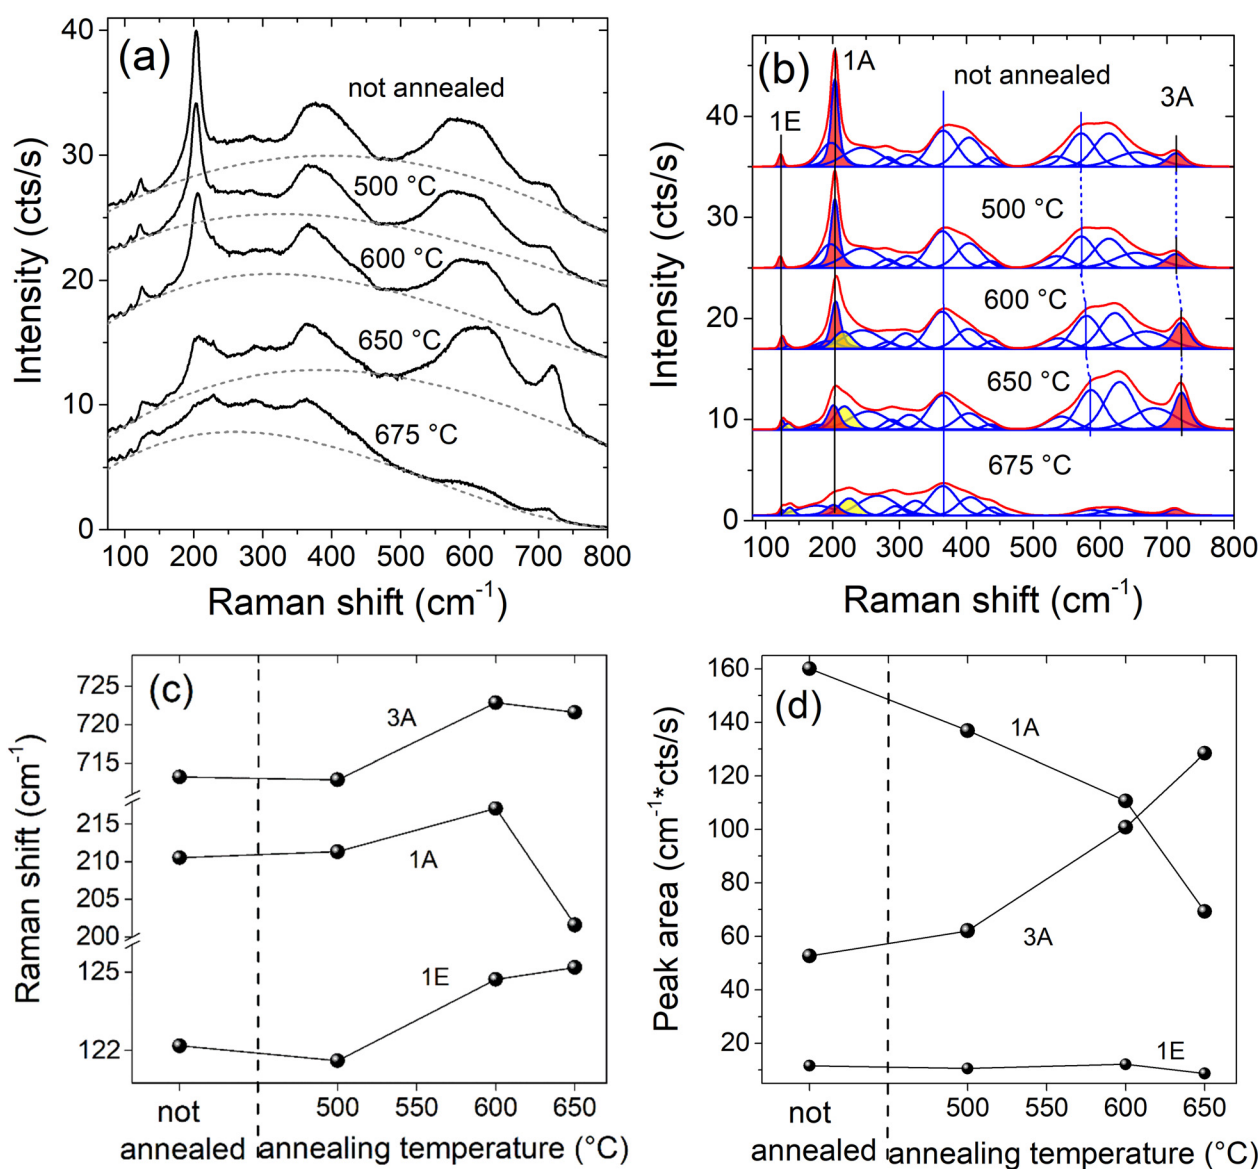 (a)
not annealed
500 °C
600 °C
650 °C
675 °C
40
30
20
10
0
Intensity (cts/s)
100 200 300 400 500 600 700 800
Raman shift (cm-1)
(b)
1A
not annealed
3A
1E
500 °C
600 °C
650 °C
675 °C
40
30
20
10
0
Intensity (cts/s)
100 200 300 400 500 600 700 800
Raman shift (cm-1)
(c)
725
720
715
215
210
205
200
125
122
Raman shift (cm-1)
3A
1A
1E
500 550 600 650
not
annealed
annealing temperature (°C)
(d)
160
140
120
100
80
60
40
20
Peak area (cm-1*cts/s)
1A
3A
1E
500 550 600 650
not
annealed
annealing temperature (°C)